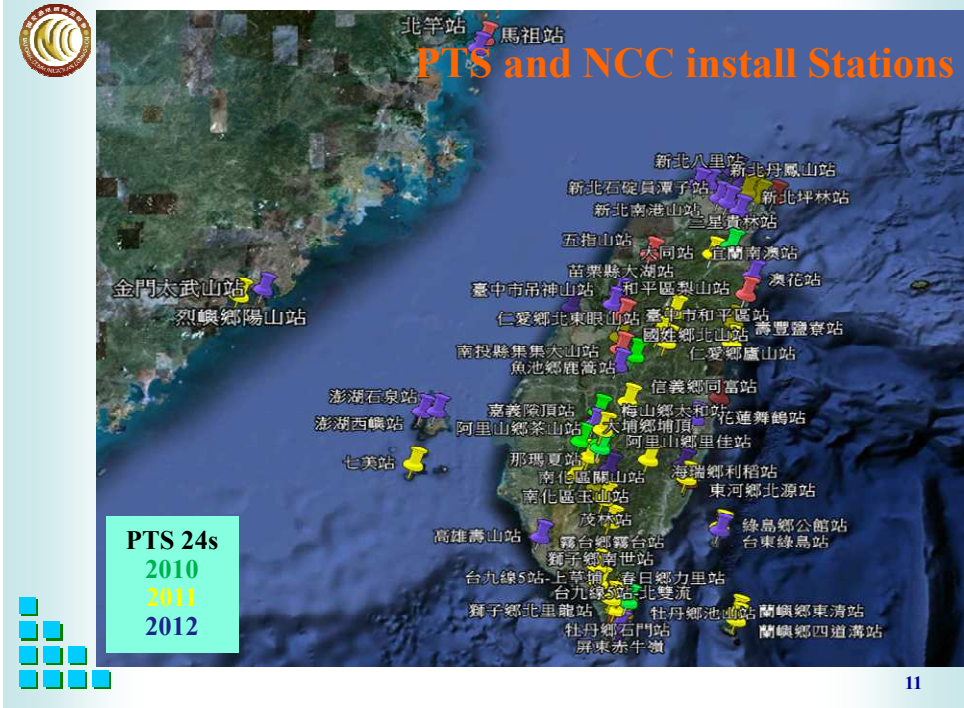 PTS and NCC install Stations
北竿站
馬祖站
新北八里站
新北丹鳳山站
新北石碇員潭子站
新北坪林站
新北南港山站
三星貴林站
五指山站
大同站
宜蘭南澳站
苗栗縣大湖站
澳花站
臺中市吊神山站
和平區梨山站
仁愛鄉北東眼山站
臺中市和平區站
國姓鄉北山站
壽豐鹽寮站
南投縣集集大山站
仁愛鄉廬山站
魚池鄉鹿篙站
金門太武山站
烈嶼鄉陽山站
信義鄉同富站
澎湖石泉站
嘉義隙頂站
梅山鄉太和站
花蓮舞鶴站
澎湖西嶼站
阿里山鄉茶山站
大埔鄉埔頂
阿里山鄉里佳站
七美站
那瑪夏站
海瑞鄉利稻站
南化區關山站
東河鄉北源站
南化區玉山站
茂林站
綠島鄉公館站
高雄壽山站
霧台鄉霧台站
台東綠島站
獅子鄉南世站
台九線5站-上草埔
春日鄉力里站
台九線5站-北雙流
獅子鄉北里龍站
牡丹鄉池山站
蘭嶼鄉東清站
牡丹鄉石門站
蘭嶼鄉四道溝站
屏東赤牛嶺
PTS 24s
2010
2011
2012
11